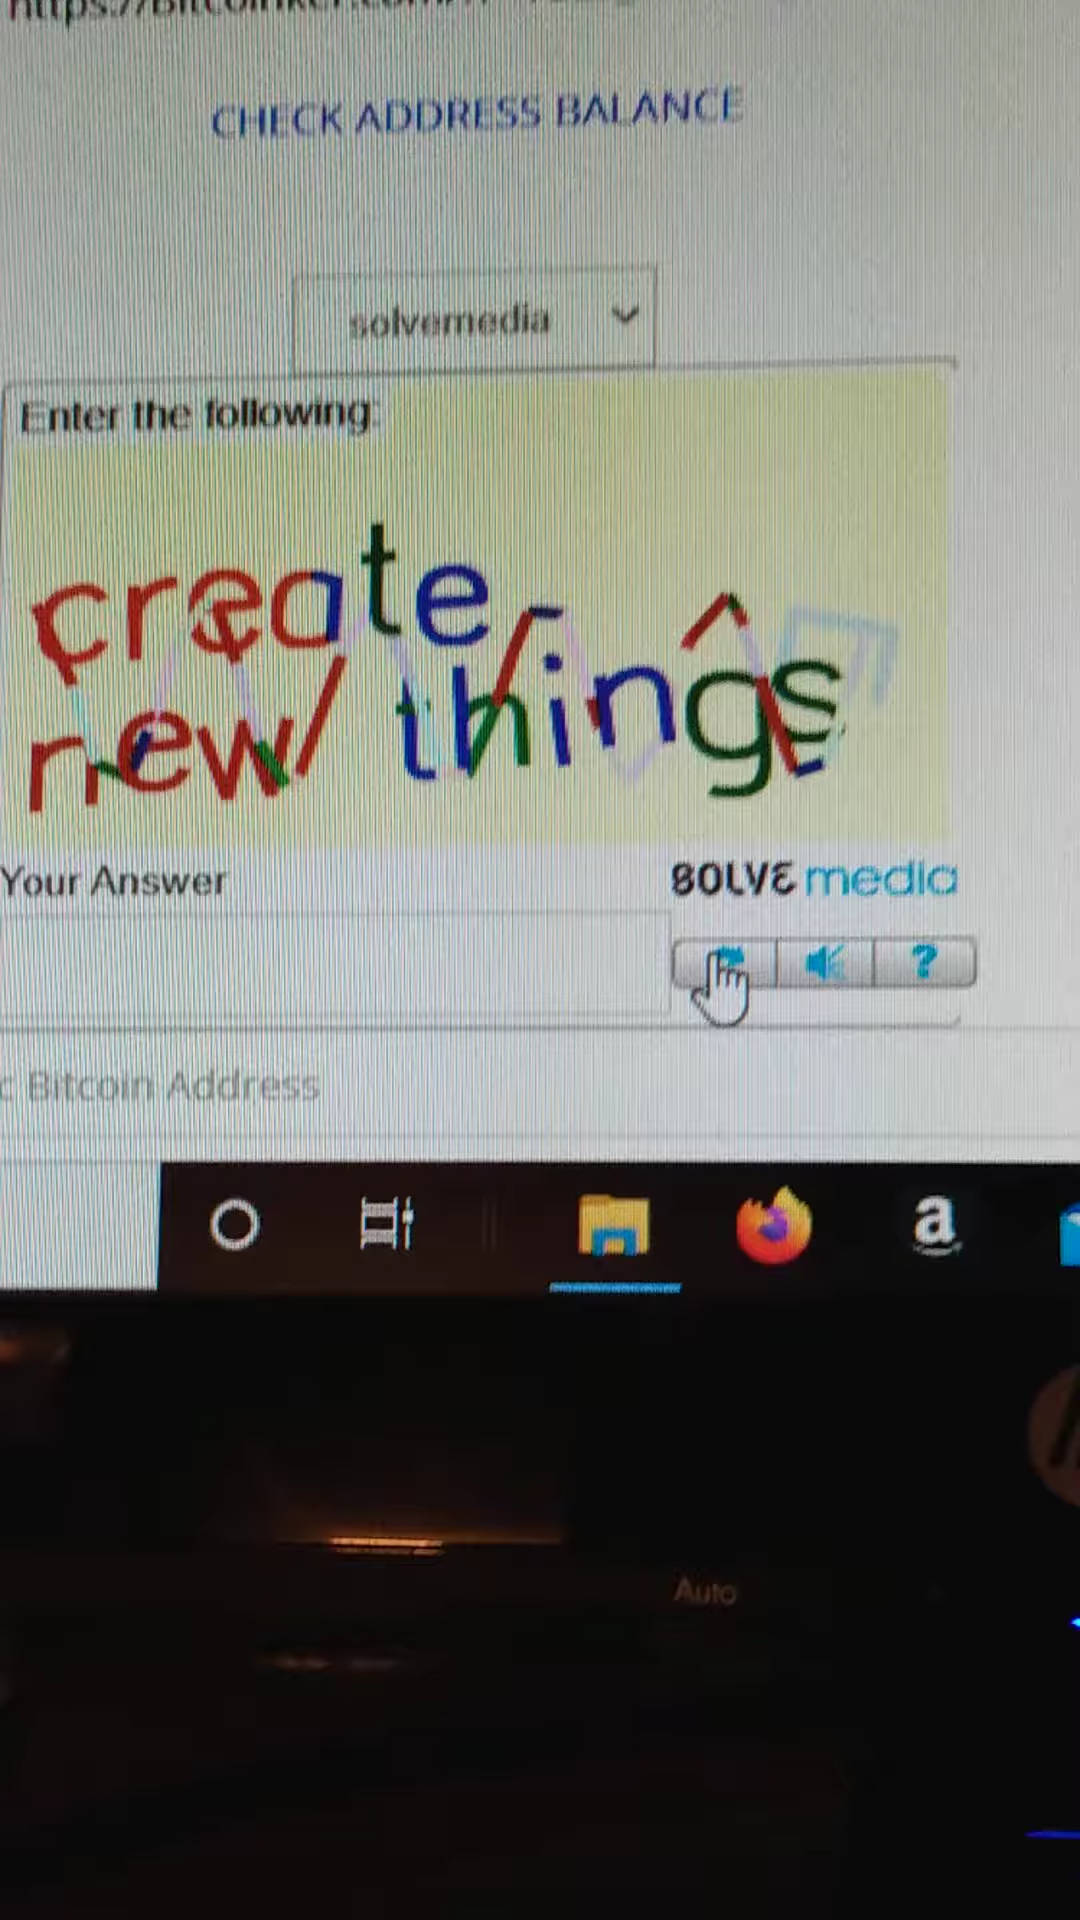 CHECK ADDRESS BALANCE
solvemedia
Enter the following:
create
new things
Your Answer
SOLVE media
?
Bitcoin Address
a
Auto